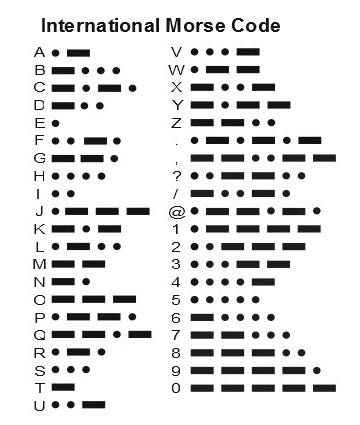 International Morse Code
A • ▬
B ▬ • • •
C ▬ • ▬ •
D ▬ • •
E •
F • • ▬ •
G ▬ ▬ •
H • • • •
I • •
J • ▬ ▬ ▬
K ▬ • ▬
L • ▬ • •
M ▬ ▬
N ▬ •
O ▬ ▬ ▬
P • ▬ ▬ •
Q ▬ ▬ • ▬
R • ▬ •
S • • •
T ▬
U • • ▬
V • • • ▬
W • ▬ ▬
X ▬ • • ▬
Y ▬ • ▬ ▬
Z ▬ ▬ • •
. • ▬ • ▬ • ▬
, ▬ ▬ • • ▬ ▬
? • • ▬ ▬ • •
/ ▬ • • ▬ •
@ • ▬ ▬ • ▬ •
1 • ▬ ▬ ▬ ▬
2 • • ▬ ▬ ▬
3 • • • ▬ ▬
4 • • • • ▬
5 • • • • •
6 ▬ • • • •
7 ▬ ▬ • • •
8 ▬ ▬ ▬ • •
9 ▬ ▬ ▬ ▬ •
0 ▬ ▬ ▬ ▬ ▬